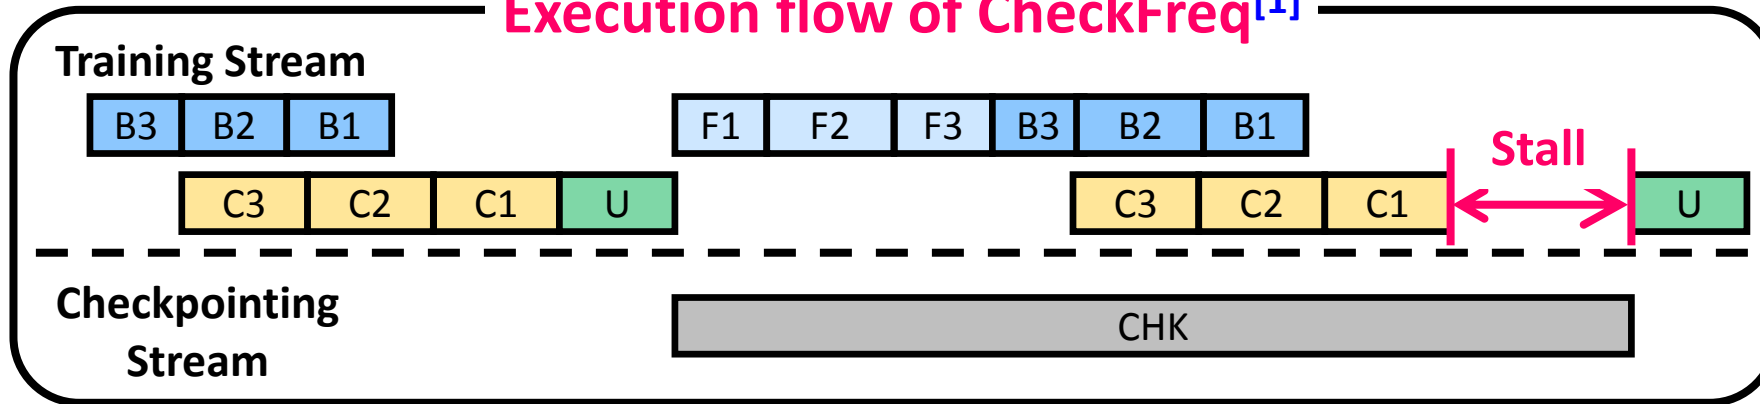 Execution flow of CheckFreq[1]
Training Stream
B3 B2 B1 F1 F2 F3 B3 B2 B1
Stall
C3 C2 C1 U C3 C2 C1 U
Checkpointing
Stream
CHK